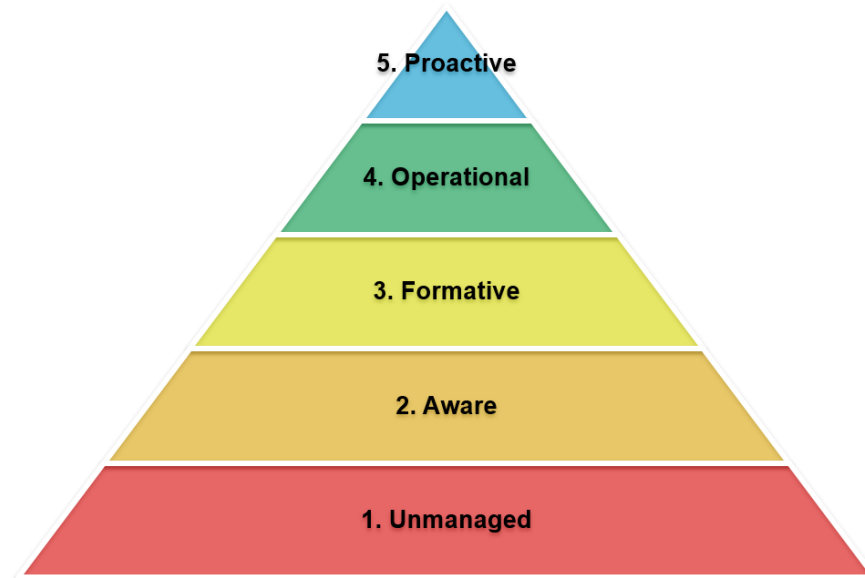 5. Proactive
4. Operational
3. Formative
2. Aware
1. Unmanaged